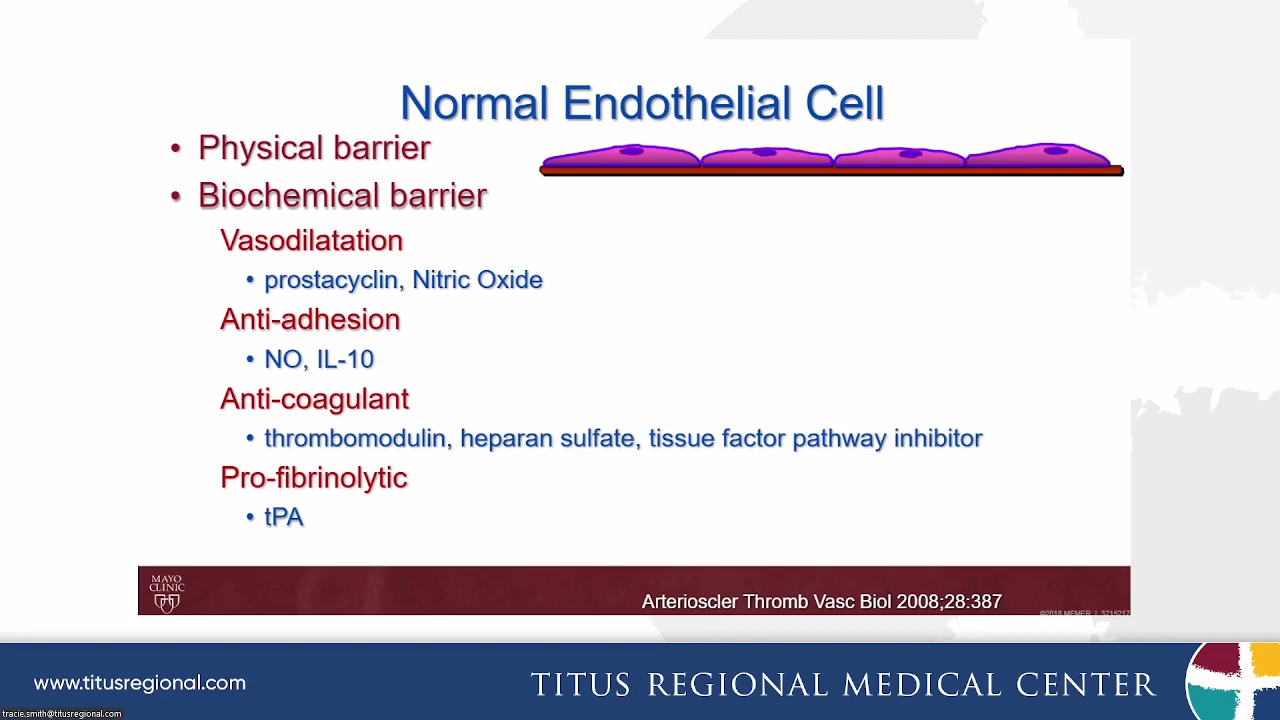 Normal Endothelial Cell
• Physical barrier
• Biochemical barrier
Vasodilatation
• prostacyclin, Nitric Oxide
Anti-adhesion
• NO, IL-10
Anti-coagulant
• thrombomodulin, heparan sulfate, tissue factor pathway inhibitor
Pro-fibrinolytic
• tPA
MAYO
CLINIC
Arterioscler Thromb Vasc Biol 2008;28:387
©2018 MFMER |
www.titusregional.com
TITUS REGIONAL MEDICAL CENTER
tracie.smith@titusregional.com